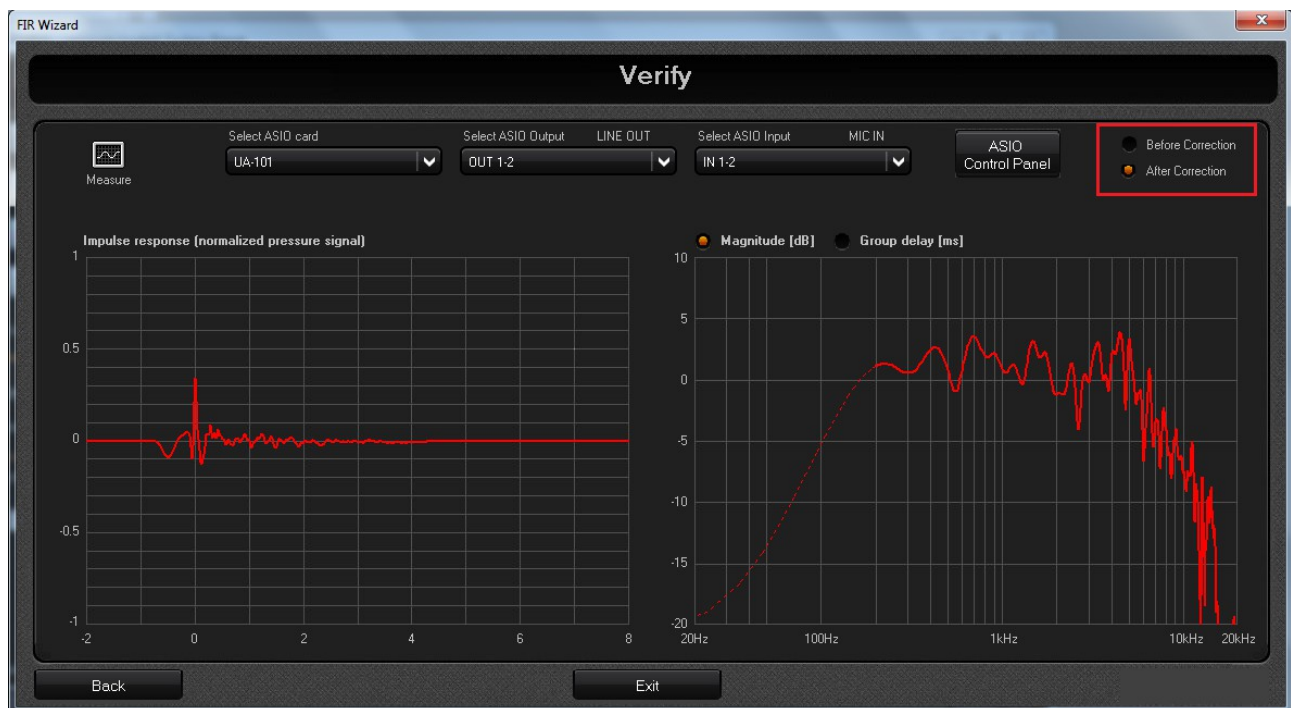 FIR Wizard
Verify
Select ASIO card
Select ASIO Output LINE OUT
Select ASIO Input MIC IN
UA-101
OUT 1-2
IN 1-2
ASIO
Control Panel
Before Correction
After Correction
Measure
Impulse response (normalized pressure signal)
1
0.5
0
-0.5
-1
-2 0 2 4 6 8
Magnitude [dB] Group delay [ms]
10
5
0
-5
-10
-15
-20
20Hz 100Hz 1kHz 10kHz 20kHz
Back
Exit